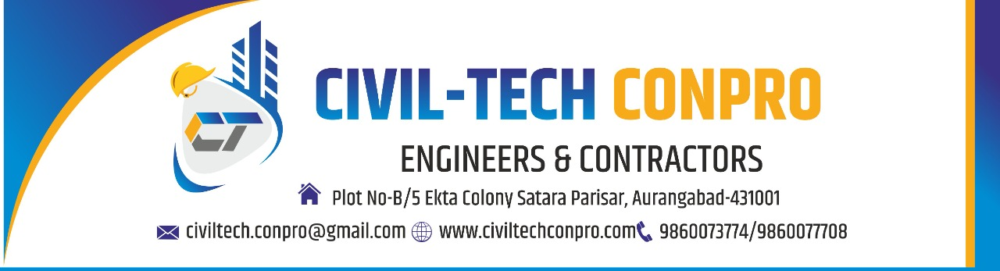 CT
CIVIL-TECH CONPRO
ENGINEERS & CONTRACTORS
Plot No-B/5 Ekta Colony Satara Parisar, Aurangabad-431001
civiltech.conpro@gmail.com www.civiltechconpro.com 9860073774/9860077708